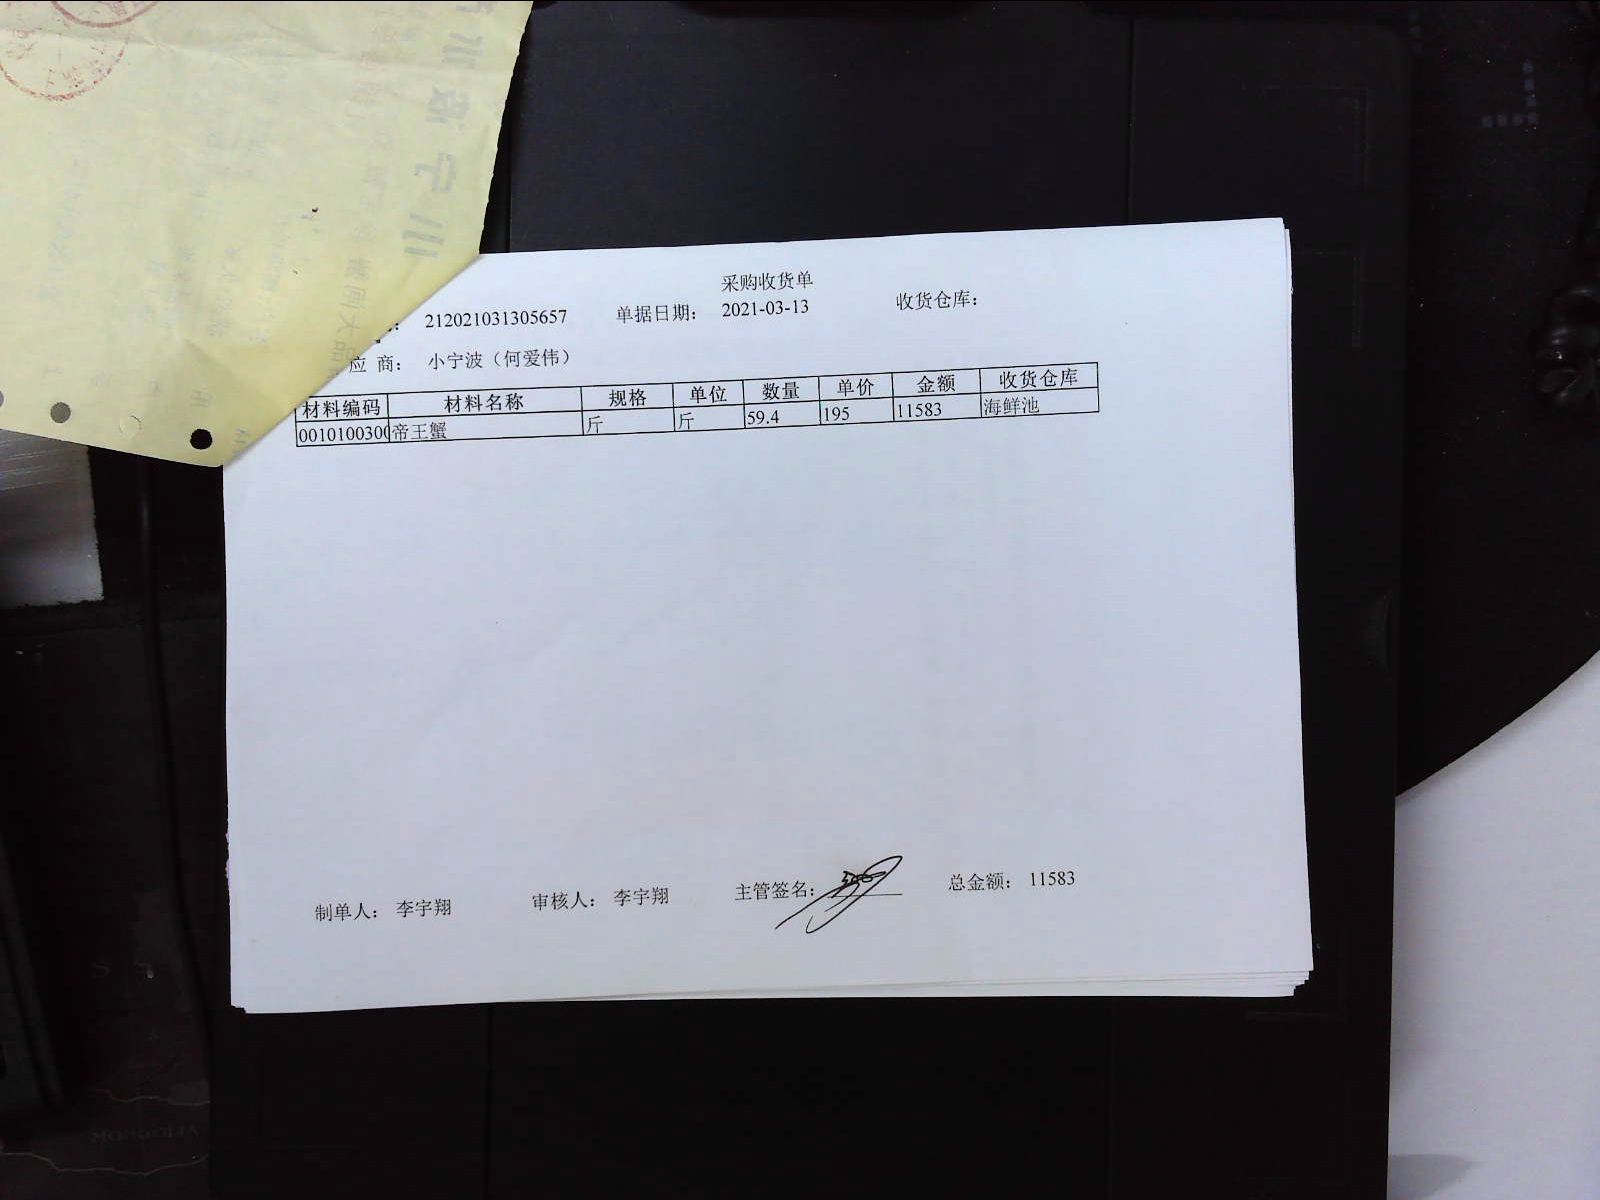 采购收货单
212021031305657 单据日期： 2021-03-13 收货仓库：
应 商： 小宁波（何爱伟）
材料编码 材料名称 规格 单位 数量 单价 金额 收货仓库
0010100300 帝王蟹 斤 斤 59.4 195 11583 海鲜池
制单人： 李宇翔 审核人： 李宇翔 主管签名： 总金额： 11583